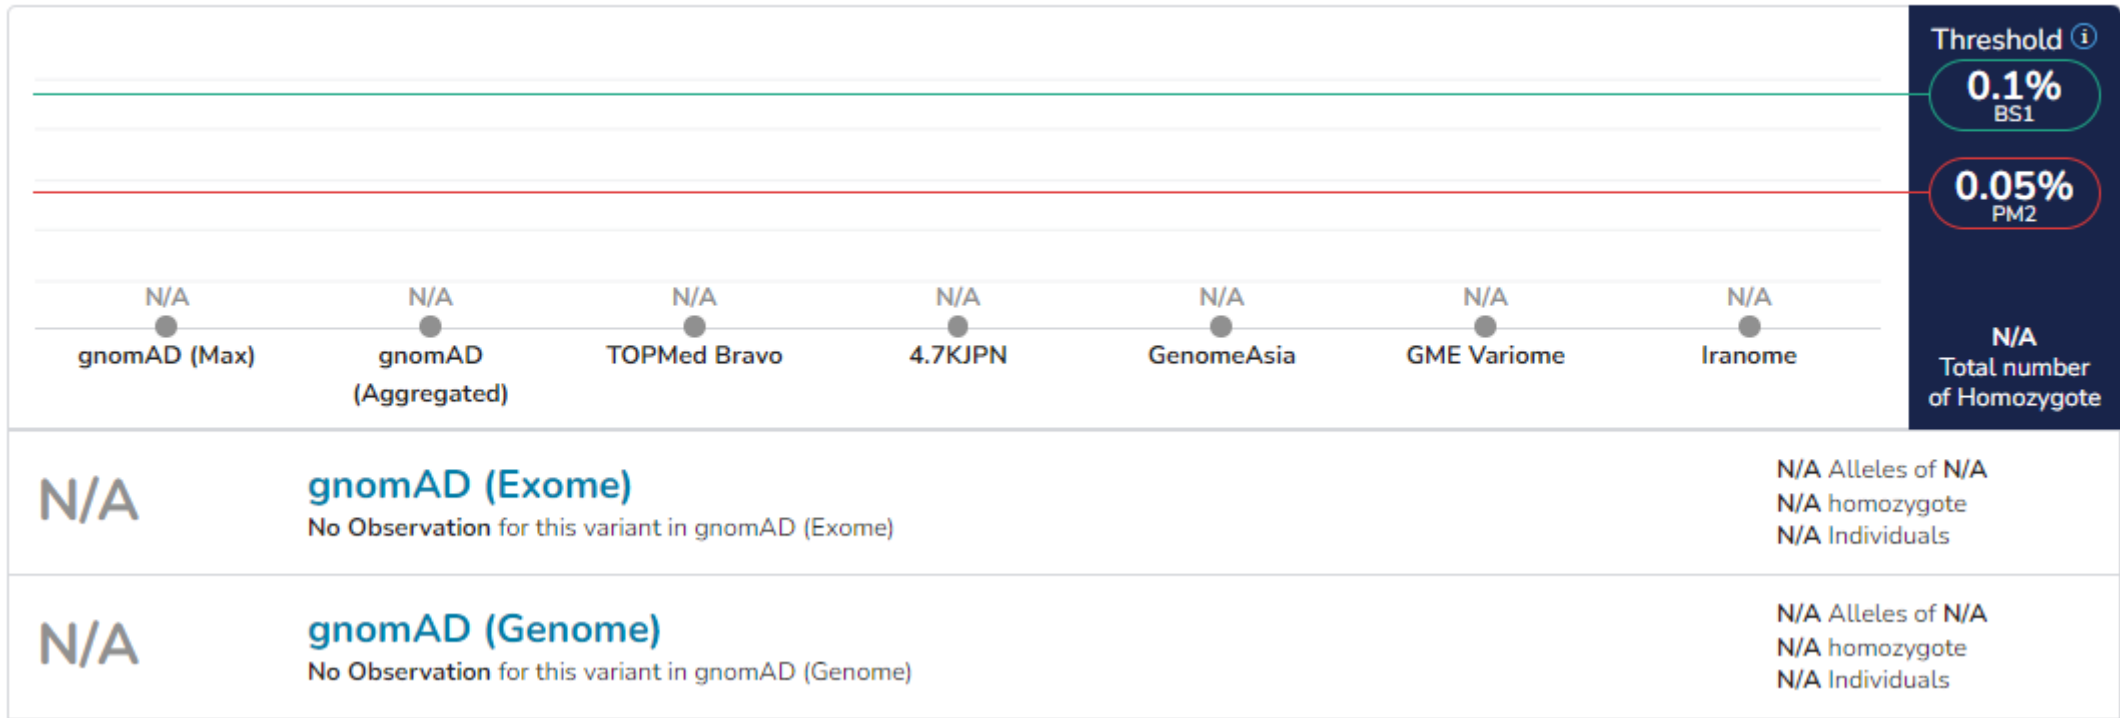 Threshold i
0.1%
BS1
0.05%
PM2
N/A N/A N/A N/A N/A N/A N/A
gnomAD (Max) gnomAD TOPMed Bravo 4.7KJPN GenomeAsia GME Variome Iranome
(Aggregated)
N/A
Total number
of Homozygote
N/A
gnomAD (Exome)
No Observation for this variant in gnomAD (Exome)
N/A Alleles of N/A
N/A homozygote
N/A Individuals
N/A
gnomAD (Genome)
No Observation for this variant in gnomAD (Genome)
N/A Alleles of N/A
N/A homozygote
N/A Individuals